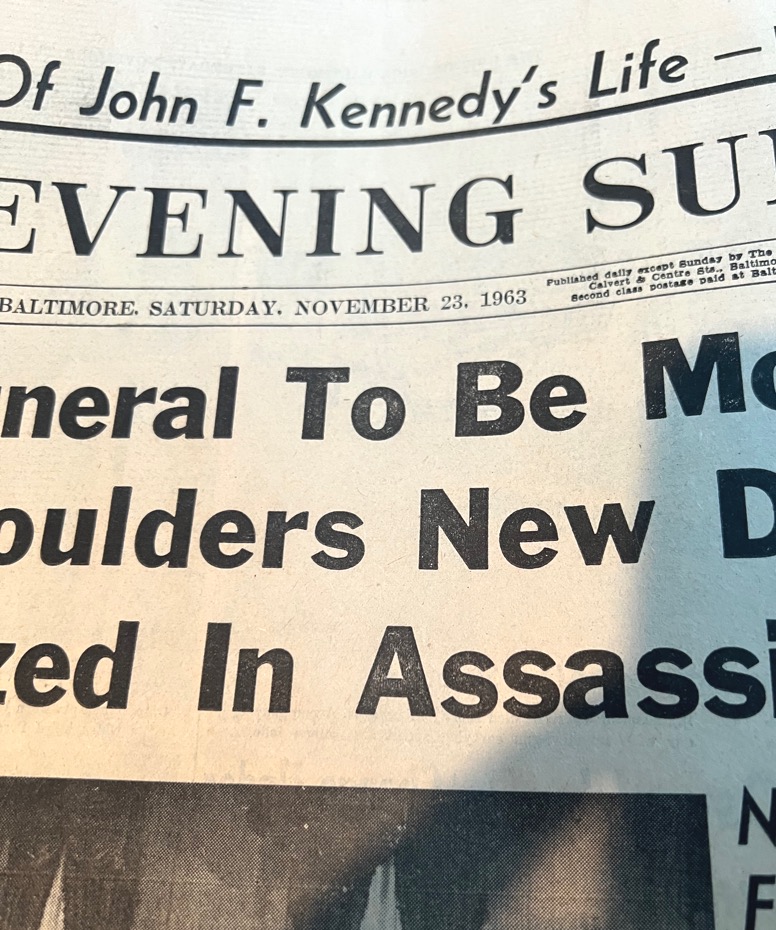 Of John F. Kennedy's Life —
EVENING SU
BALTIMORE, SATURDAY, NOVEMBER 23, 1963
Published daily except Sunday by The
Calvert & Centre Sts., Baltimo
Second class postage paid at Balt
neral To Be Mo
oulders New D
zed In Assassi
N
F